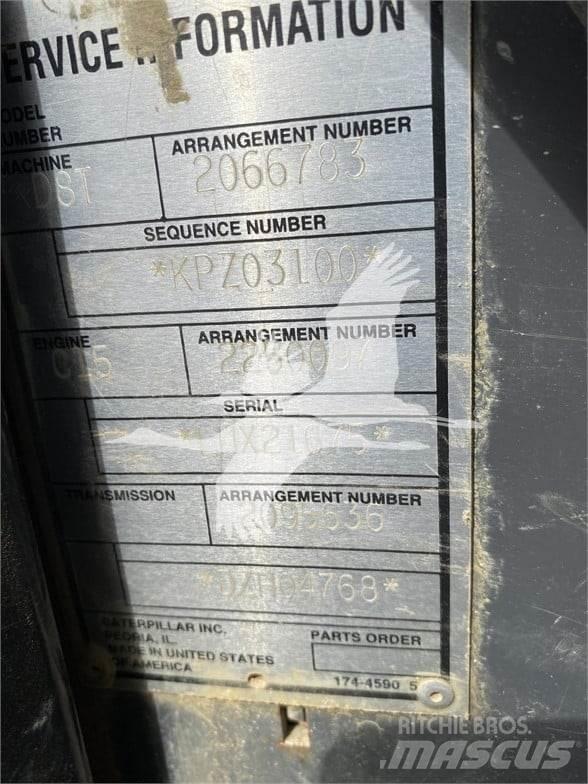 SERVICE INFORMATION
MODEL
NUMBER
MACHINE ARRANGEMENT NUMBER
D8T 2066783
SEQUENCE NUMBER
*KPZ03100*
ENGINE ARRANGEMENT NUMBER
C15
SERIAL
TRANSMISSION ARRANGEMENT NUMBER
CATERPILLAR INC.
PEORIA, IL.
MADE IN UNITED STATES
OF AMERICA
PARTS ORDER
174-4590 5
RITCHIE BROS.
MASCUS